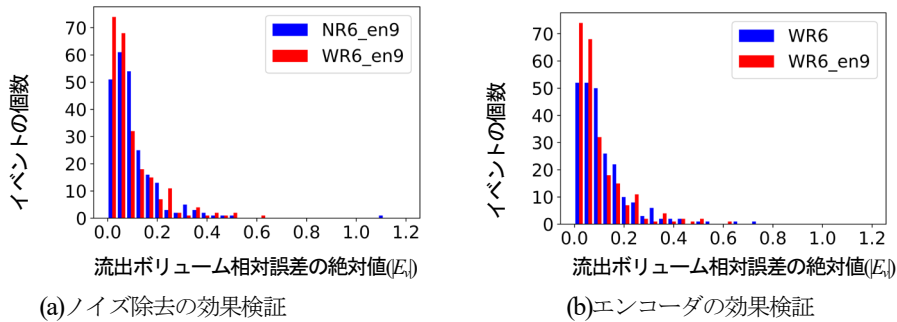 NR6_en9
WR6_en9
イベントの個数
70
60
50
40
30
20
10
0
0.0 0.2 0.4 0.6 0.8 1.0 1.2
流出ボリューム相対誤差の絶対値(|Eᵥ|)
(a)ノイズ除去の効果検証
WR6
WR6_en9
イベントの個数
70
60
50
40
30
20
10
0
0.0 0.2 0.4 0.6 0.8 1.0 1.2
流出ボリューム相対誤差の絶対値(|Eᵥ|)
(b)エンコーダの効果検証